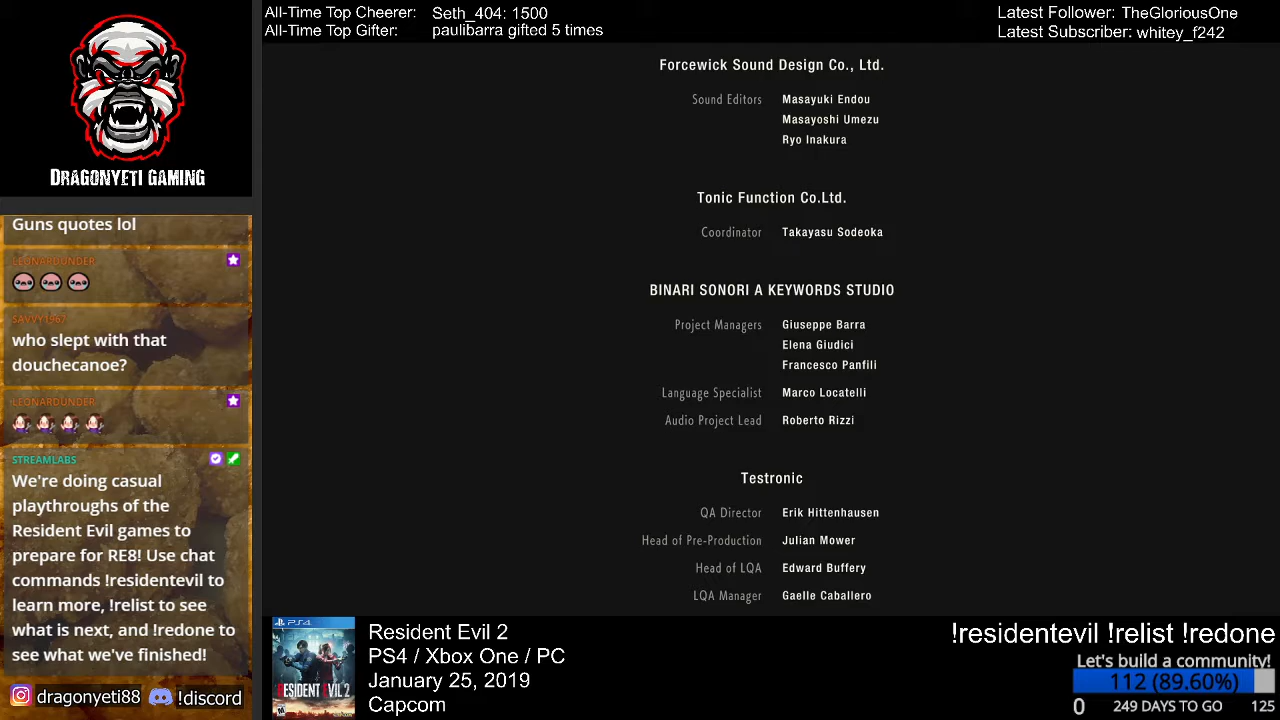 All-Time Top Cheerer: Seth_404: 1500
All-Time Top Gifter: paulibarra gifted 5 times
Latest Follower: TheGloriousOne
Latest Subscriber: whitey_f242
DRAGONYETI GAMING
Guns quotes lol
LEONARDUNDER
SAVVY1967
who slept with that
douchecanoe?
LEONARDUNDER
STREAMLABS
We're doing casual
playthroughs of the
Resident Evil games to
prepare for RE8! Use chat
commands !residentevil to
learn more, !relist to see
what is next, and !redone to
see what we've finished!
dragonyeti88 !discord
Forcewick Sound Design Co., Ltd.
Sound Editors Masayuki Endou
Masayoshi Umezu
Ryo Inakura
Tonic Function Co.Ltd.
Coordinator Takayasu Sodeoka
BINARI SONORI A KEYWORDS STUDIO
Project Managers Giuseppe Barra
Elena Giudici
Francesco Panfili
Language Specialist Marco Locatelli
Audio Project Lead Roberto Rizzi
Testronic
QA Director Erik Hittenhausen
Head of Pre-Production Julian Mower
Head of LQA Edward Buffery
LQA Manager Gaelle Caballero
PS4
RESIDENT EVIL 2
Resident Evil 2
PS4 / Xbox One / PC
January 25, 2019
Capcom
!residentevil !relist !redone
Let's build a community!
112 (89.60%)
0 249 DAYS TO GO 125